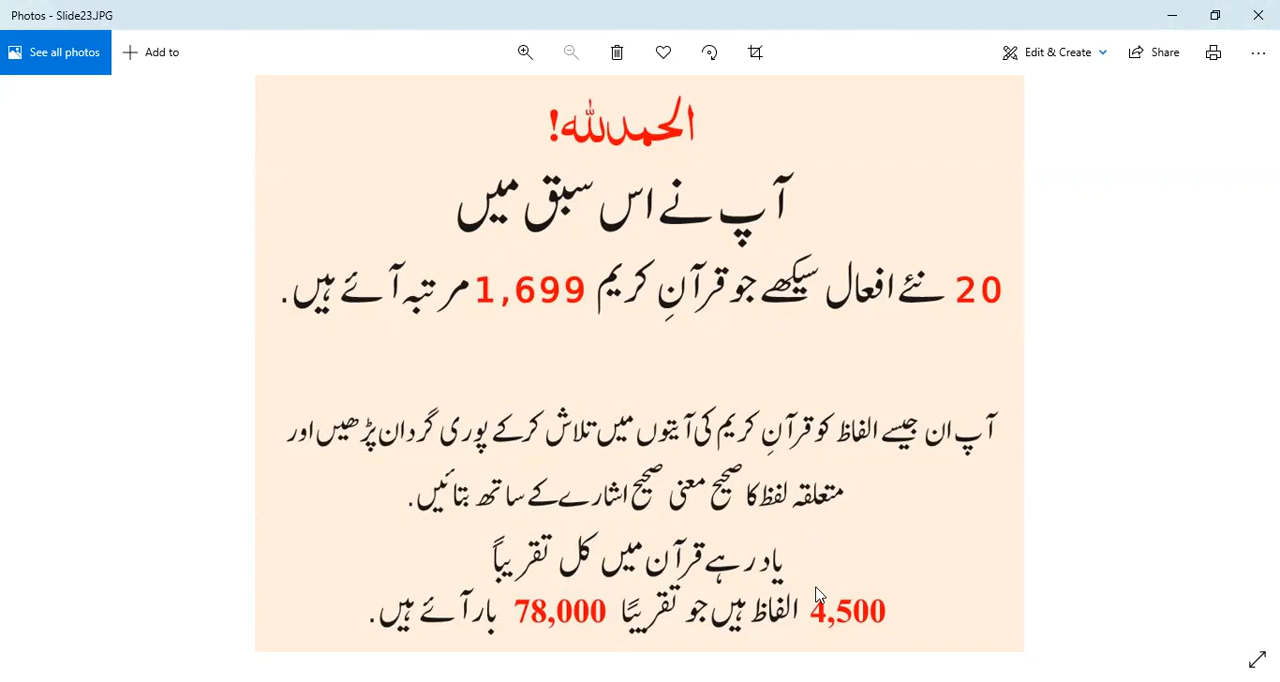 Photos - Slide23.JPG
See all photos
Add to
Edit & Create
Share
الحمدللہ!
آپ نے اس سبق میں
20 نئے افعال سیکھے جو قرآنِ کریم 1,699 مرتبہ آئے ہیں.
آپ ان جیسے الفاظ کو قرآنِ کریم کی آیتوں میں تلاش کرکے پوری گردان پڑھیں اور
متعلقہ لفظ کا صحیح معنی صحیح اشارے کے ساتھ بتائیں.
یاد رہے قرآن میں کل تقریباً
4,500 الفاظ ہیں جو تقریباً 78,000 بار آئے ہیں.